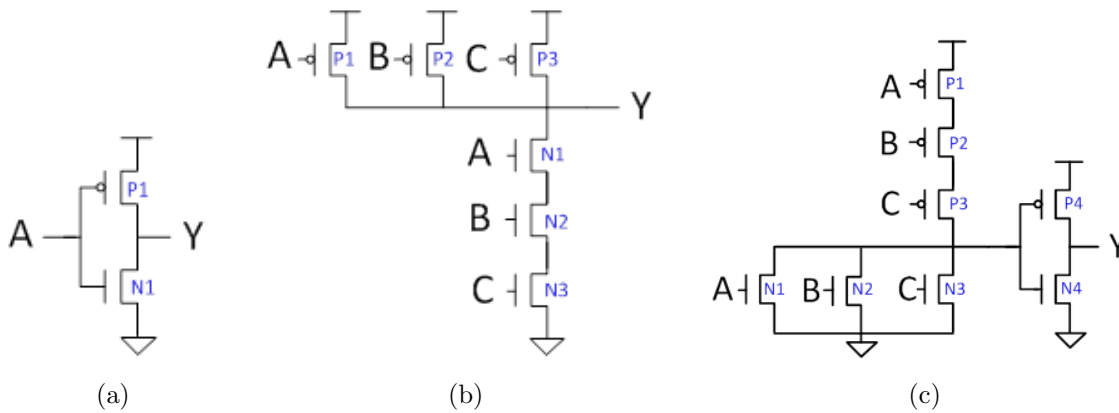 A P1 N1 Y
(a)
A P1 B P2 C P3
Y
A N1
B N2
C N3
(b)
A P1
B P2
C P3
P4
Y
A N1 B N2 C N3 N4
(c)